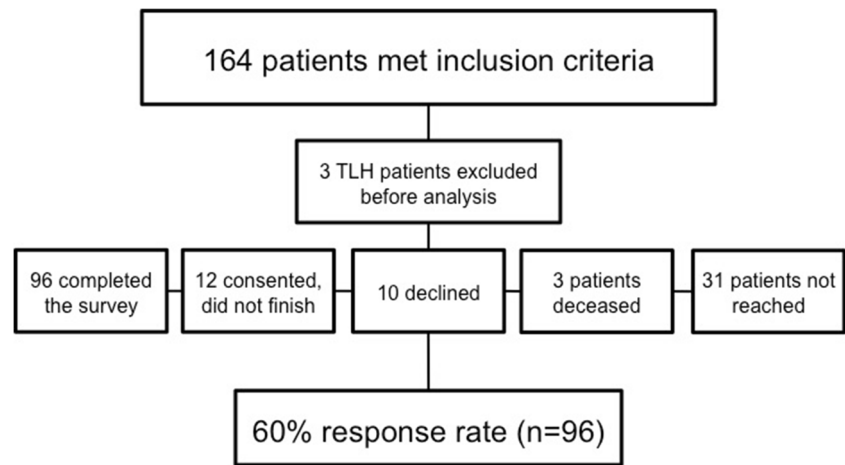 164 patients met inclusion criteria
3 TLH patients excluded
before analysis
96 completed
the survey
12 consented,
did not finish
10 declined
3 patients
deceased
31 patients not
reached
60% response rate (n=96)